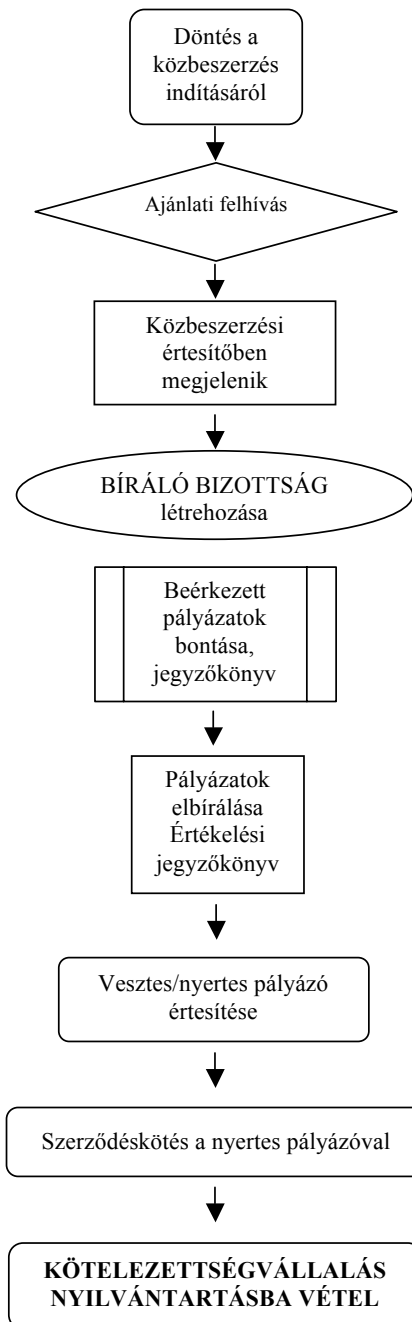 Döntés a
közbeszerzés
indításáról
Ajánlati felhívás
Közbeszerzési
értesítőben
megjelenik
BÍRÁLÓ BIZOTTSÁG
létrehozása
Beérkezett
pályázatok
bontása,
jegyzőkönyv
Pályázatok
elbírálása
Értékelési
jegyzőkönyv
Vesztes/nyertes pályázó
értesítése
Szerződéskötés a nyertes pályázóval
KÖTELEZETTSÉGVÁLLALÁS
NYILVÁNTARTÁSBA VÉTEL